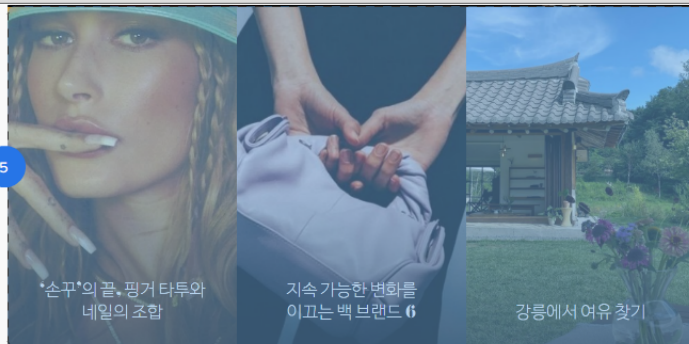 5
"손꾸"의 끝, 핑거 타투와
네일의 조합
지속 가능한 변화를
이끄는 백 브랜드 6
강릉에서 여유 찾기